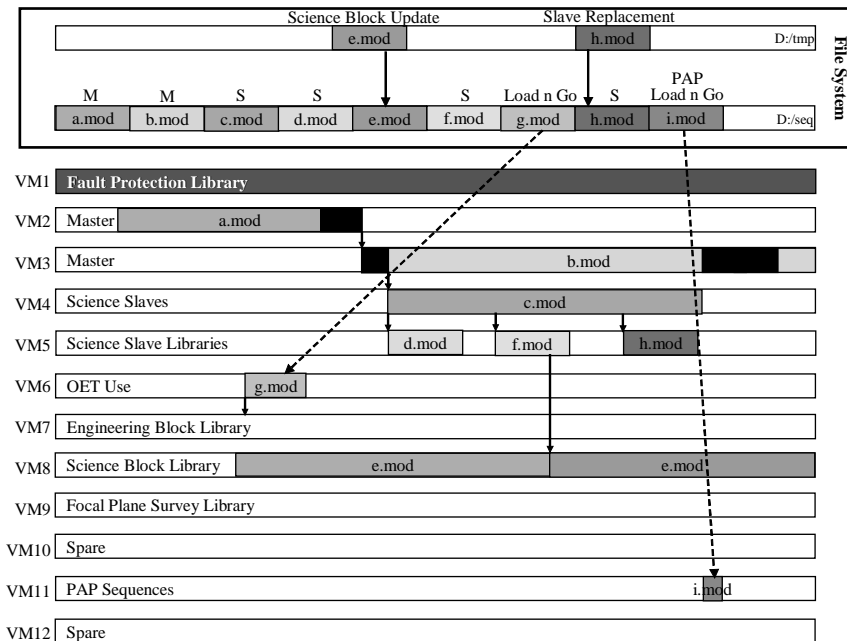 Science Block Update Slave Replacement
e.mod h.mod D:/tmp
File System
PAP
M M S S S Load n Go S Load n Go
a.mod b.mod c.mod d.mod e.mod f.mod g.mod h.mod i.mod D:/seq
VM1 Fault Protection Library
VM2 Master a.mod
VM3 Master b.mod
VM4 Science Slaves c.mod
VM5 Science Slave Libraries d.mod f.mod h.mod
VM6 OET Use g.mod
VM7 Engineering Block Library
VM8 Science Block Library e.mod e.mod
VM9 Focal Plane Survey Library
VM10 Spare
VM11 PAP Sequences i.mod
VM12 Spare